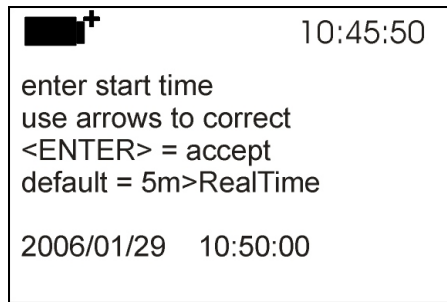 10:45:50
enter start time
use arrows to correct
<ENTER> = accept
default = 5m>RealTime
2006/01/29 10:50:00